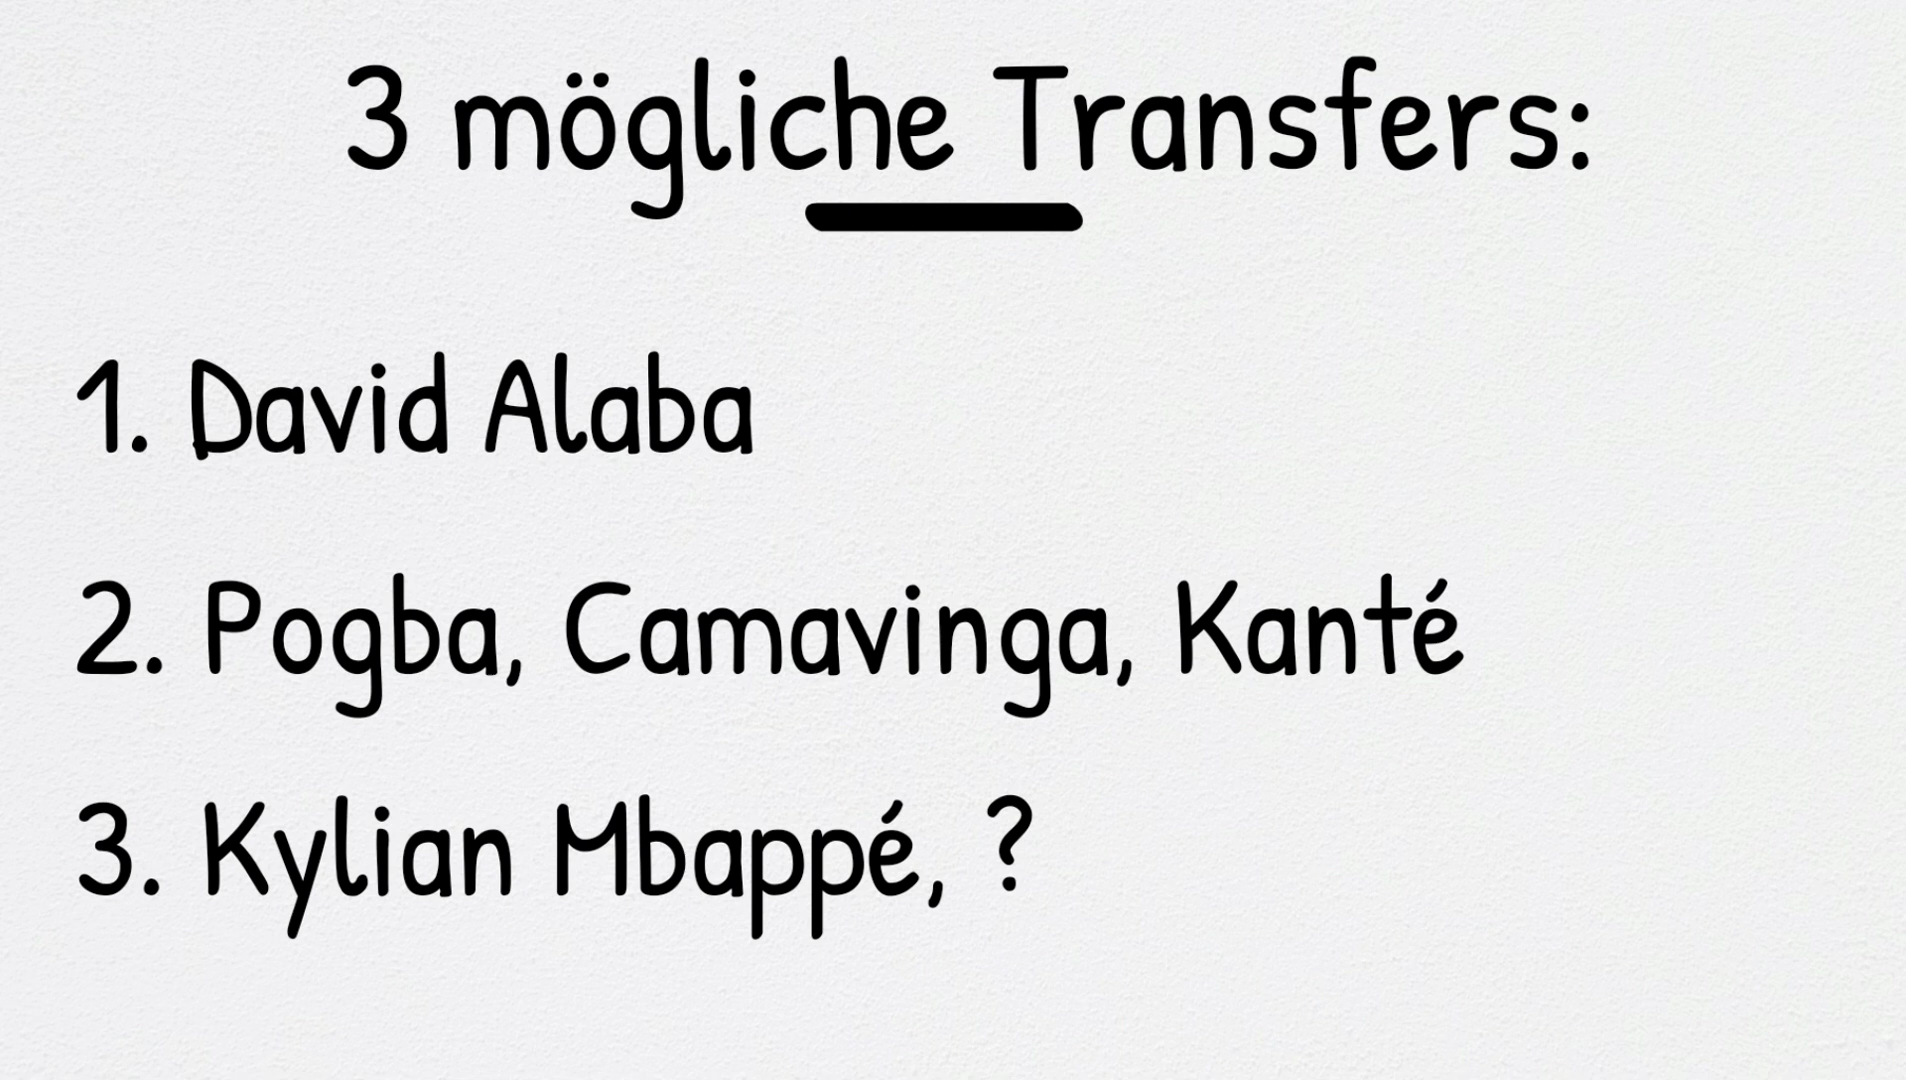 3 mögliche Transfers:
1. David Alaba
2. Pogba, Camavinga, Kanté
3. Kylian Mbappé, ?